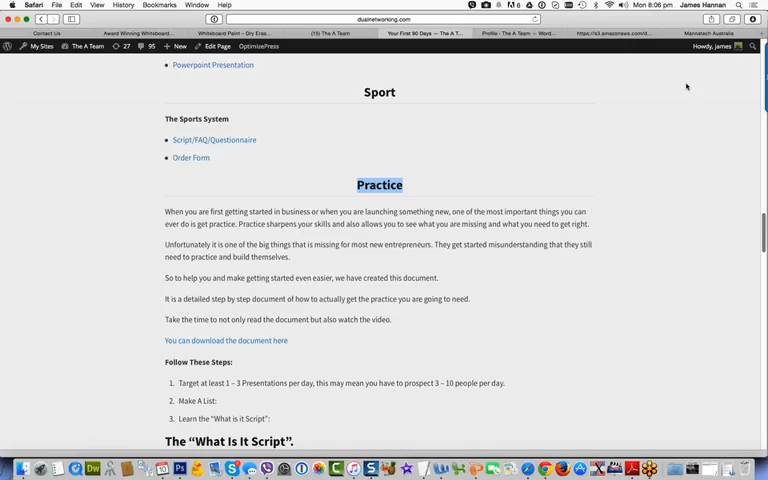 Safari File Edit View History Bookmarks Window Help
6
Mon 8:06 pm James Hannan
duainetworking.com
Contact Us
Award Winning Whiteboard...
Whiteboard Paint – Dry Eras...
(15) The A Team
Your First 90 Days — The A T...
Profile ‹ The A Team — Word...
https://s3.amazonaws.com/d...
Mannatech Australia
My Sites The A Team 27 95 New Edit Page OptimizePress Howdy, james
Powerpoint Presentation
Sport
The Sports System
Script/FAQ/Questionnaire
Order Form
Practice
When you are first getting started in business or when you are launching something new, one of the most important things you can
ever do is get practice. Practice sharpens your skills and also allows you to see what you are missing and what you need to get right.
Unfortunately it is one of the big things that is missing for most new entrepreneurs. They get started misunderstanding that they still
need to practice and build themselves.
So to help you and make getting started even easier, we have created this document.
It is a detailed step by step document of how to actually get the practice you are going to need.
Take the time to not only read the document but also watch the video.
You can download the document here
Follow These Steps:
1. Target at least 1 – 3 Presentations per day, this may mean you have to prospect 3 – 10 people per day.
2. Make A List:
3. Learn the “What is it Script”:
The “What Is It Script”.